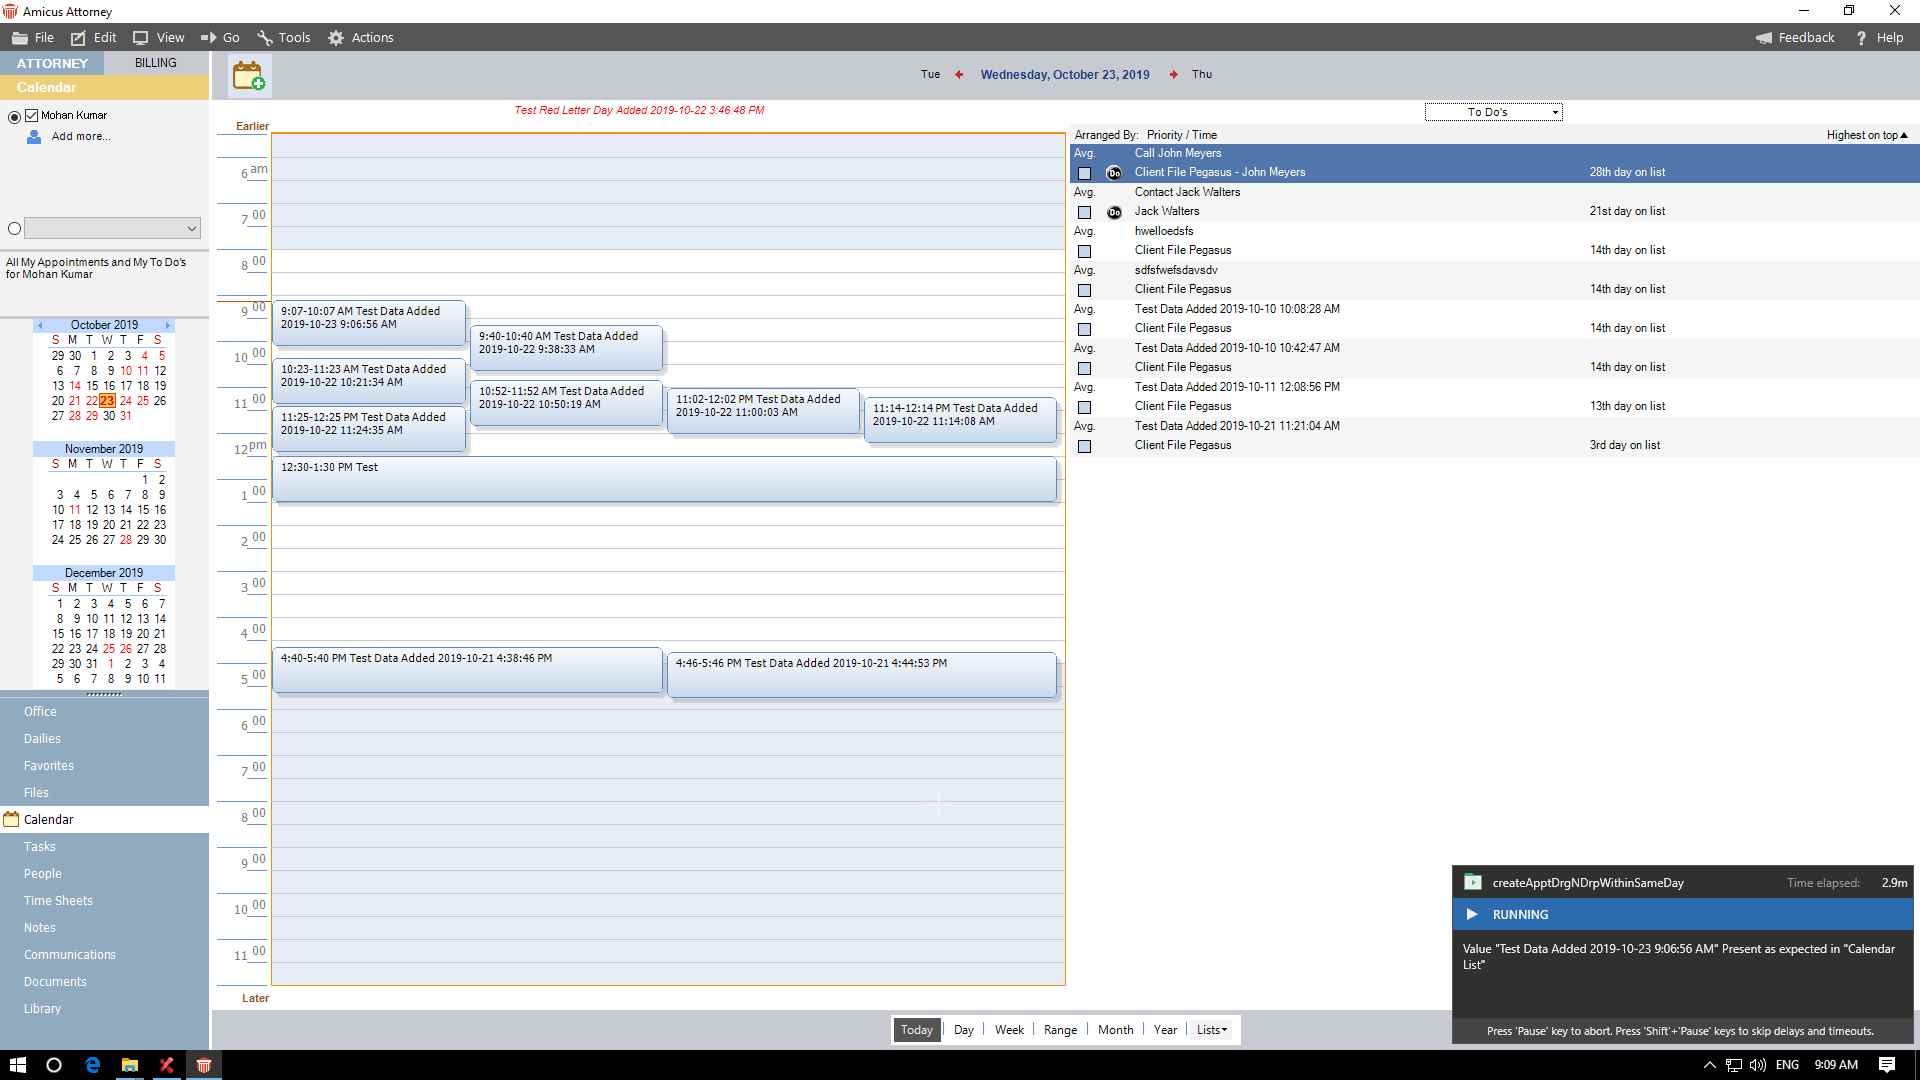 Amicus Attorney
File Edit View Go Tools Actions Feedback Help
ATTORNEY BILLING
Calendar
Mohan Kumar
Add more...
All My Appointments and My To Do's
for Mohan Kumar
October 2019
S M T W T F S
29 30 1 2 3 4 5
6 7 8 9 10 11 12
13 14 15 16 17 18 19
20 21 22 23 24 25 26
27 28 29 30 31
November 2019
S M T W T F S
1 2
3 4 5 6 7 8 9
10 11 12 13 14 15 16
17 18 19 20 21 22 23
24 25 26 27 28 29 30
December 2019
S M T W T F S
1 2 3 4 5 6 7
8 9 10 11 12 13 14
15 16 17 18 19 20 21
22 23 24 25 26 27 28
29 30 31 1 2 3 4
5 6 7 8 9 10 11
Office
Dailies
Favorites
Files
Calendar
Tasks
People
Time Sheets
Notes
Communications
Documents
Library
Tue Wednesday, October 23, 2019 Thu
Test Red Letter Day Added 2019-10-22 3:46:48 PM
Earlier
6 am
7 00
8 00
9 00
10 00
11 00
12 pm
1 00
2 00
3 00
4 00
5 00
6 00
7 00
8 00
9 00
10 00
11 00
Later
9:07-10:07 AM Test Data Added
2019-10-23 9:06:56 AM
9:40-10:40 AM Test Data Added
2019-10-22 9:38:33 AM
10:23-11:23 AM Test Data Added
2019-10-22 10:21:34 AM
10:52-11:52 AM Test Data Added
2019-10-22 10:50:19 AM
11:02-12:02 PM Test Data Added
2019-10-22 11:00:03 AM
11:14-12:14 PM Test Data Added
2019-10-22 11:14:08 AM
11:25-12:25 PM Test Data Added
2019-10-22 11:24:35 AM
12:30-1:30 PM Test
4:40-5:40 PM Test Data Added 2019-10-21 4:38:46 PM
4:46-5:46 PM Test Data Added 2019-10-21 4:44:53 PM
To Do's
Arranged By: Priority / Time Highest on top
Avg. Call John Meyers
Do Client File Pegasus - John Meyers 28th day on list
Avg. Contact Jack Walters
Do Jack Walters 21st day on list
Avg. hwelloedsfs
Client File Pegasus 14th day on list
Avg. sdfsfwefsdavsdv
Client File Pegasus 14th day on list
Avg. Test Data Added 2019-10-10 10:08:28 AM
Client File Pegasus 14th day on list
Avg. Test Data Added 2019-10-10 10:42:47 AM
Client File Pegasus 14th day on list
Avg. Test Data Added 2019-10-11 12:08:56 PM
Client File Pegasus 13th day on list
Avg. Test Data Added 2019-10-21 11:21:04 AM
Client File Pegasus 3rd day on list
Today Day Week Range Month Year Lists
createApptDrgNDrpWithinSameDay Time elapsed: 2.9m
RUNNING
Value "Test Data Added 2019-10-23 9:06:56 AM" Present as expected in "Calendar
List"
Press 'Pause' key to abort. Press 'Shift'+'Pause' keys to skip delays and timeouts.
ENG 9:09 AM